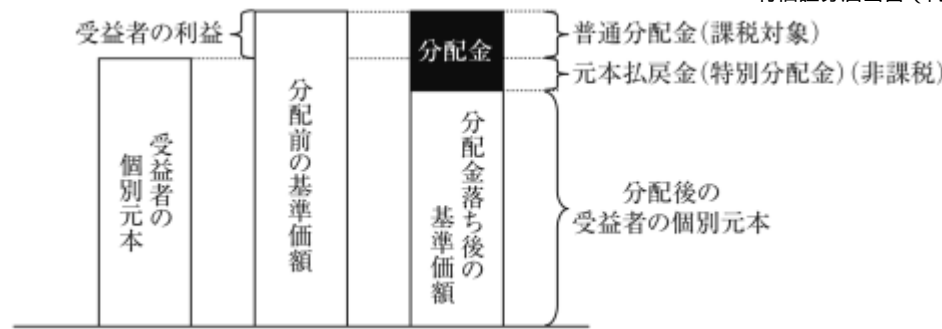 受益者の利益
分配金
普通分配金(課税対象)
元本払戻金(特別分配金)(非課税)
受益者の
個別元本
分配前の基準価額
分配金落ち後の
基準価額
分配後の
受益者の個別元本